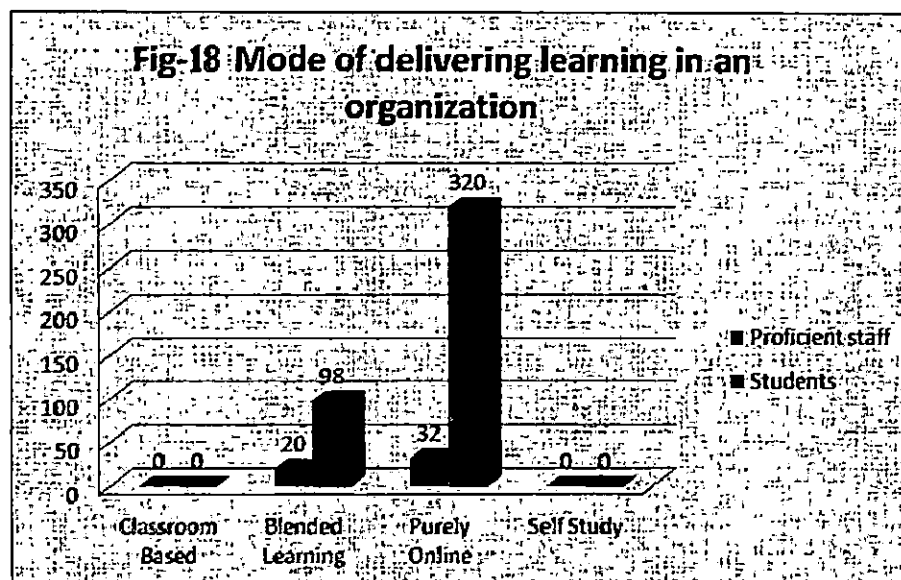 Fig-18 Mode of delivering learning in an
organization
350
300
250
200
150
100
50
0
0 0
20 98
32 320
0 0
Classroom
Based
Blended
Learning
Purely
Online
Self Study
Proficient staff
Students